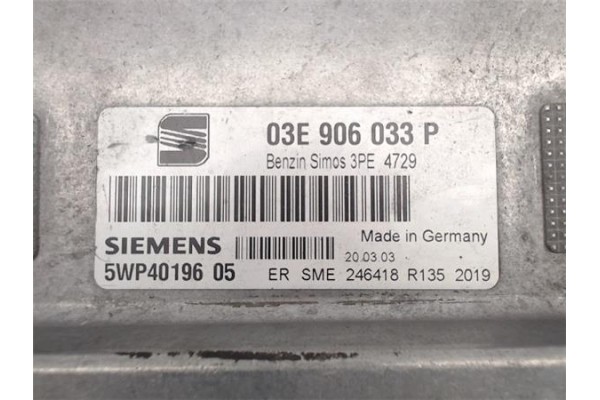 03E 906 033 P
Benzin Simos 3PE 4729
SIEMENS
Made in Germany
20.03.03
5WP40196 05 ER SME 246418 R135 2019